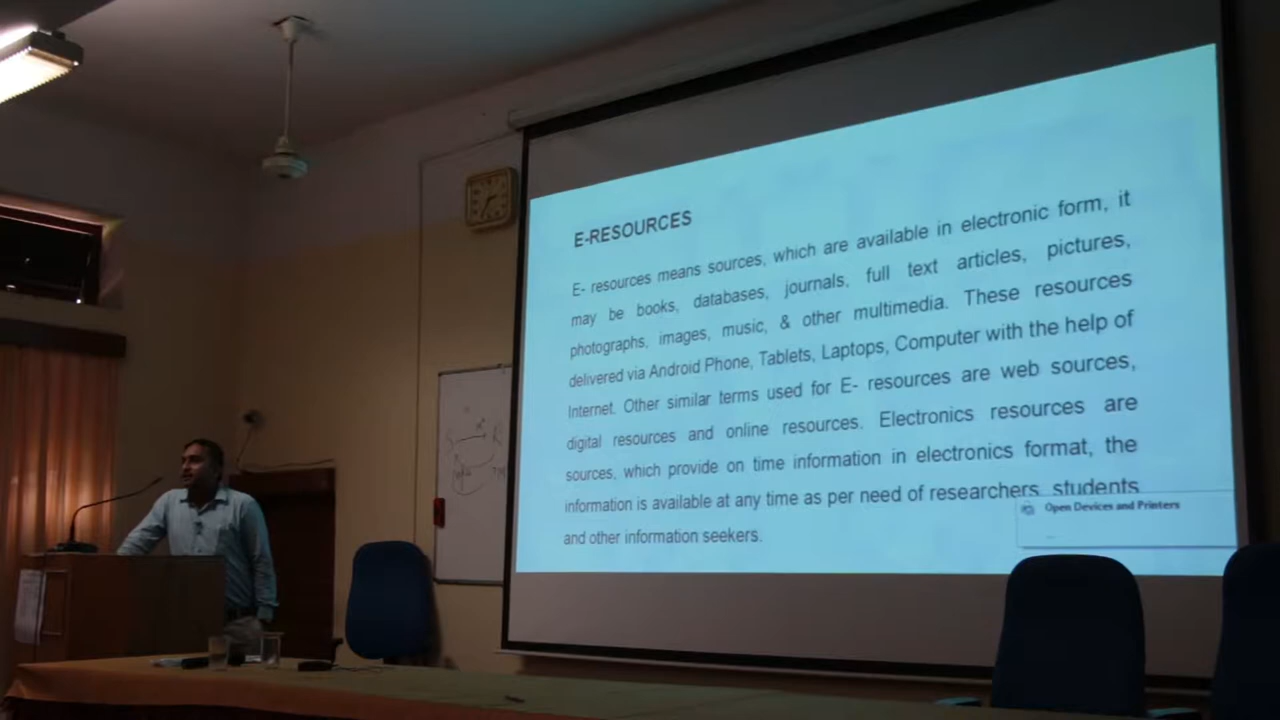 E-RESOURCES
E- resources means sources, which are available in electronic form, it
may be books, databases, journals, full text articles, pictures,
photographs, images, music, & other multimedia. These resources
delivered via Android Phone, Tablets, Laptops, Computer with the help of
Internet. Other similar terms used for E- resources are web sources,
digital resources and online resources. Electronics resources are
sources, which provide on time information in electronics format, the
information is available at any time as per need of researchers, students
and other information seekers.
Open Devices and Printers